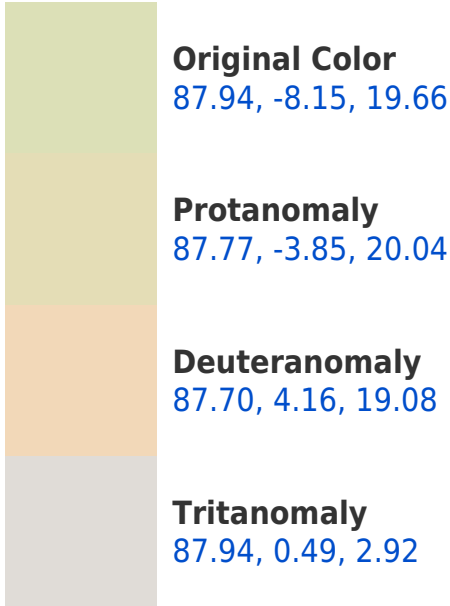 Original Color
87.94, -8.15, 19.66
Protanomaly
87.77, -3.85, 20.04
Deuteranomaly
87.70, 4.16, 19.08
Tritanomaly
87.94, 0.49, 2.92